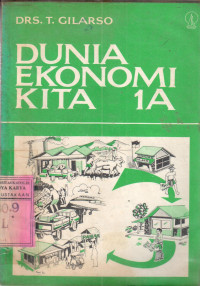 DRS. T. GILARSO
DUNIA
EKONOMI
KITA 1A